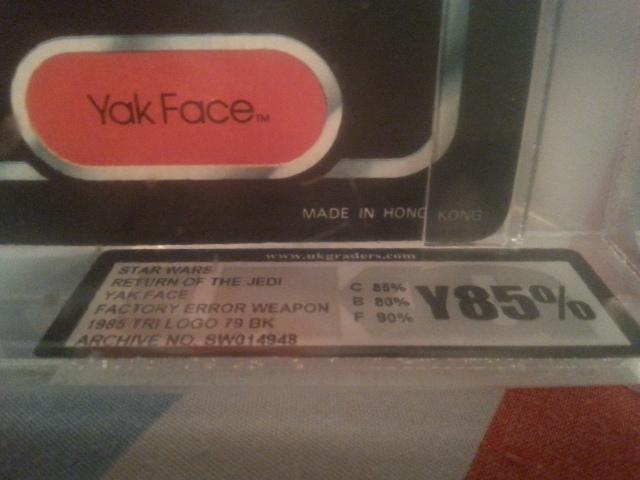 Yak Face™
MADE IN HONG KONG
www.ukgraders.com
STAR WARS
RETURN OF THE JEDI
YAK FACE
FACTORY ERROR WEAPON
1985 TRI LOGO 79 BK
ARCHIVE NO. SW014948
C 85%
B 80%
F 90%
Y85%